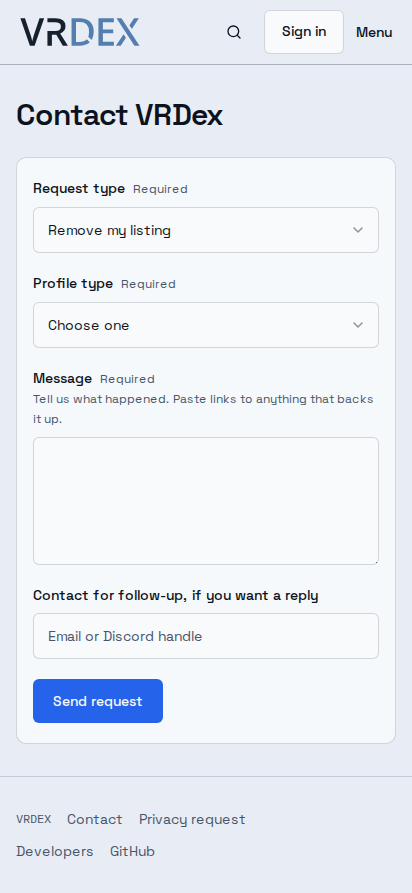 VRDEX
Sign in
Menu
Contact VRDex
Request type Required
Remove my listing
Profile type Required
Choose one
Message Required
Tell us what happened. Paste links to anything that backs
it up.
Contact for follow-up, if you want a reply
Email or Discord handle
Send request
VRDEX Contact Privacy request
Developers GitHub